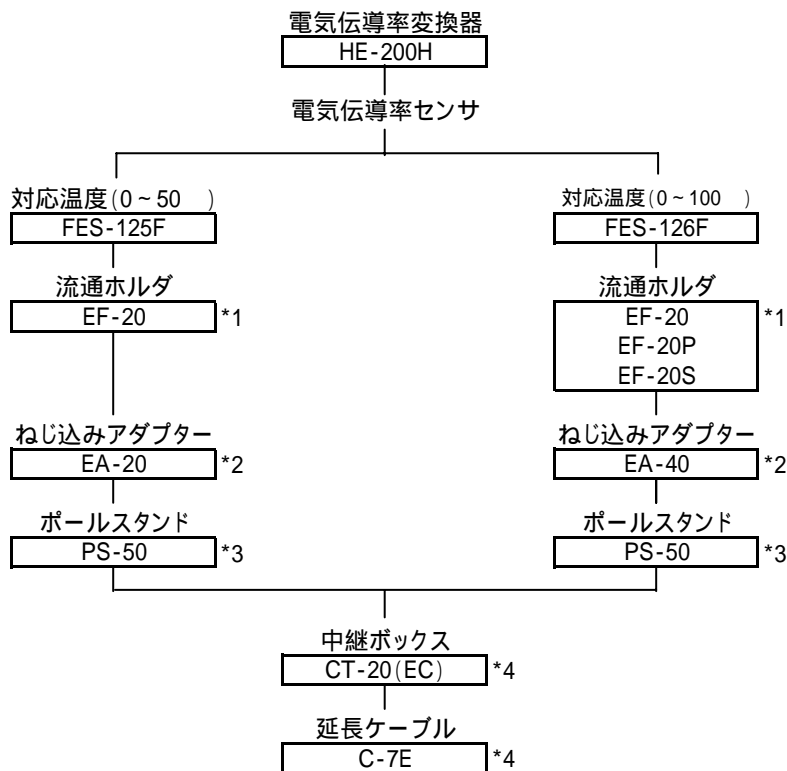 電気伝導率変換器
HE-200H
電気伝導率センサ
対応温度(0～50　)
対応温度(0～100　)
FES-125F
FES-126F
流通ホルダ
流通ホルダ
EF-20 *1
EF-20 *1
EF-20P
EF-20S
ねじ込みアダプター
ねじ込みアダプター
EA-20 *2
EA-40 *2
ポールスタンド
ポールスタンド
PS-50 *3
PS-50 *3
中継ボックス
CT-20(EC) *4
延長ケーブル
C-7E *4